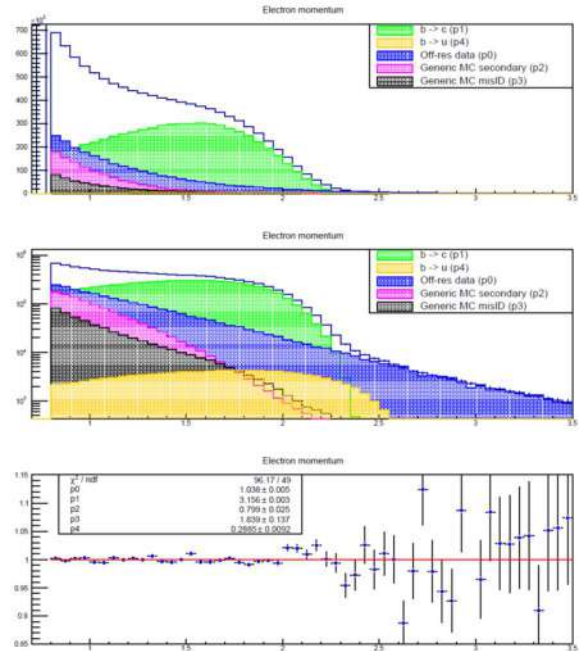 Electron momentum
×10³
700
600
500
400
300
200
100
0
b -> c (p1)
b -> u (p4)
Off-res data (p0)
Generic MC secondary (p2)
Generic MC misID (p3)
1 1.5 2 2.5 3 3.5
Electron momentum
b -> c (p1)
b -> u (p4)
Off-res data (p0)
Generic MC secondary (p2)
Generic MC misID (p3)
10⁴
1 1.5 2 2.5 3 3.5
Electron momentum
χ² / ndf 96.17 / 49
p0 1.036 ± 0.005
p1 3.156 ± 0.003
p2 0.799 ± 0.025
p3 1.839 ± 0.137
p4 0.2885 ± 0.0092
1.15
1.1
1.05
1
0.95
0.9
0.85
1 1.5 2 2.5 3 3.5